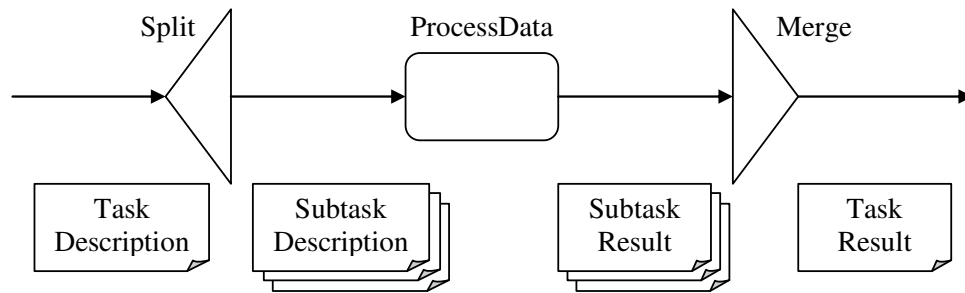 Split
ProcessData
Merge
Task
Description
Subtask
Description
Subtask
Result
Task
Result